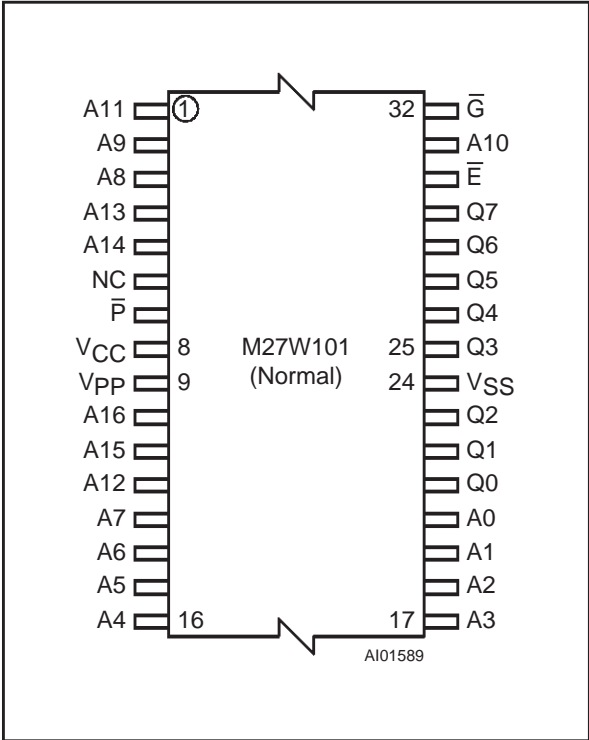 A11 1 32 G̅
A9 A10
A8 E̅
A13 Q7
A14 Q6
NC Q5
P̅ Q4
VCC 8 M27W101 25 Q3
VPP 9 (Normal) 24 VSS
A16 Q2
A15 Q1
A12 Q0
A7 A0
A6 A1
A5 A2
A4 16 17 A3
AI01589